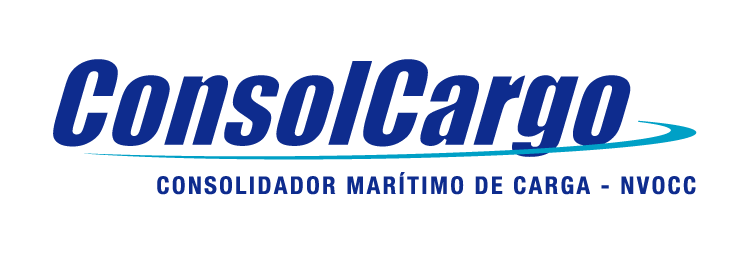 ConsolCargo
CONSOLIDADOR MARÍTIMO DE CARGA - NVOCC